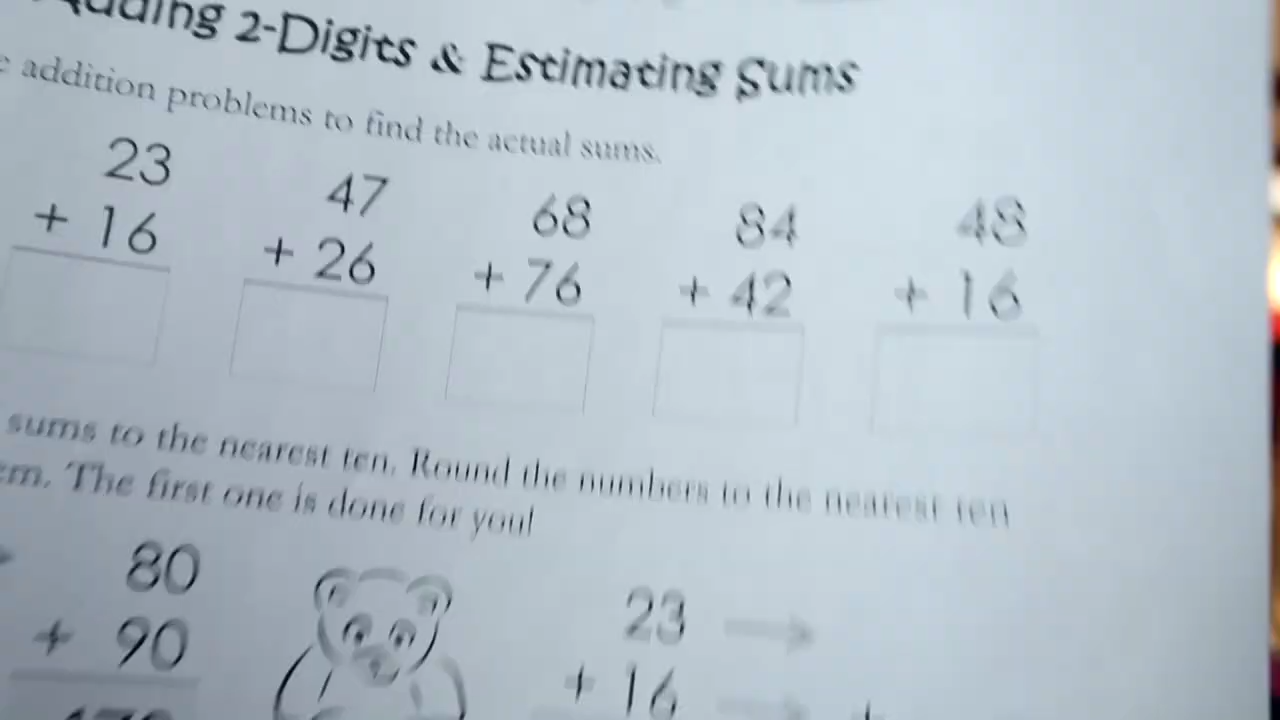 Adding 2-Digits & Estimating Sums
addition problems to find the actual sums.
23 47 68 84 48
+ 16 + 26 + 76 + 42 + 16
sums to the nearest ten. Round the numbers to the nearest ten
The first one is done for you!
80 23
+ 90 + 16